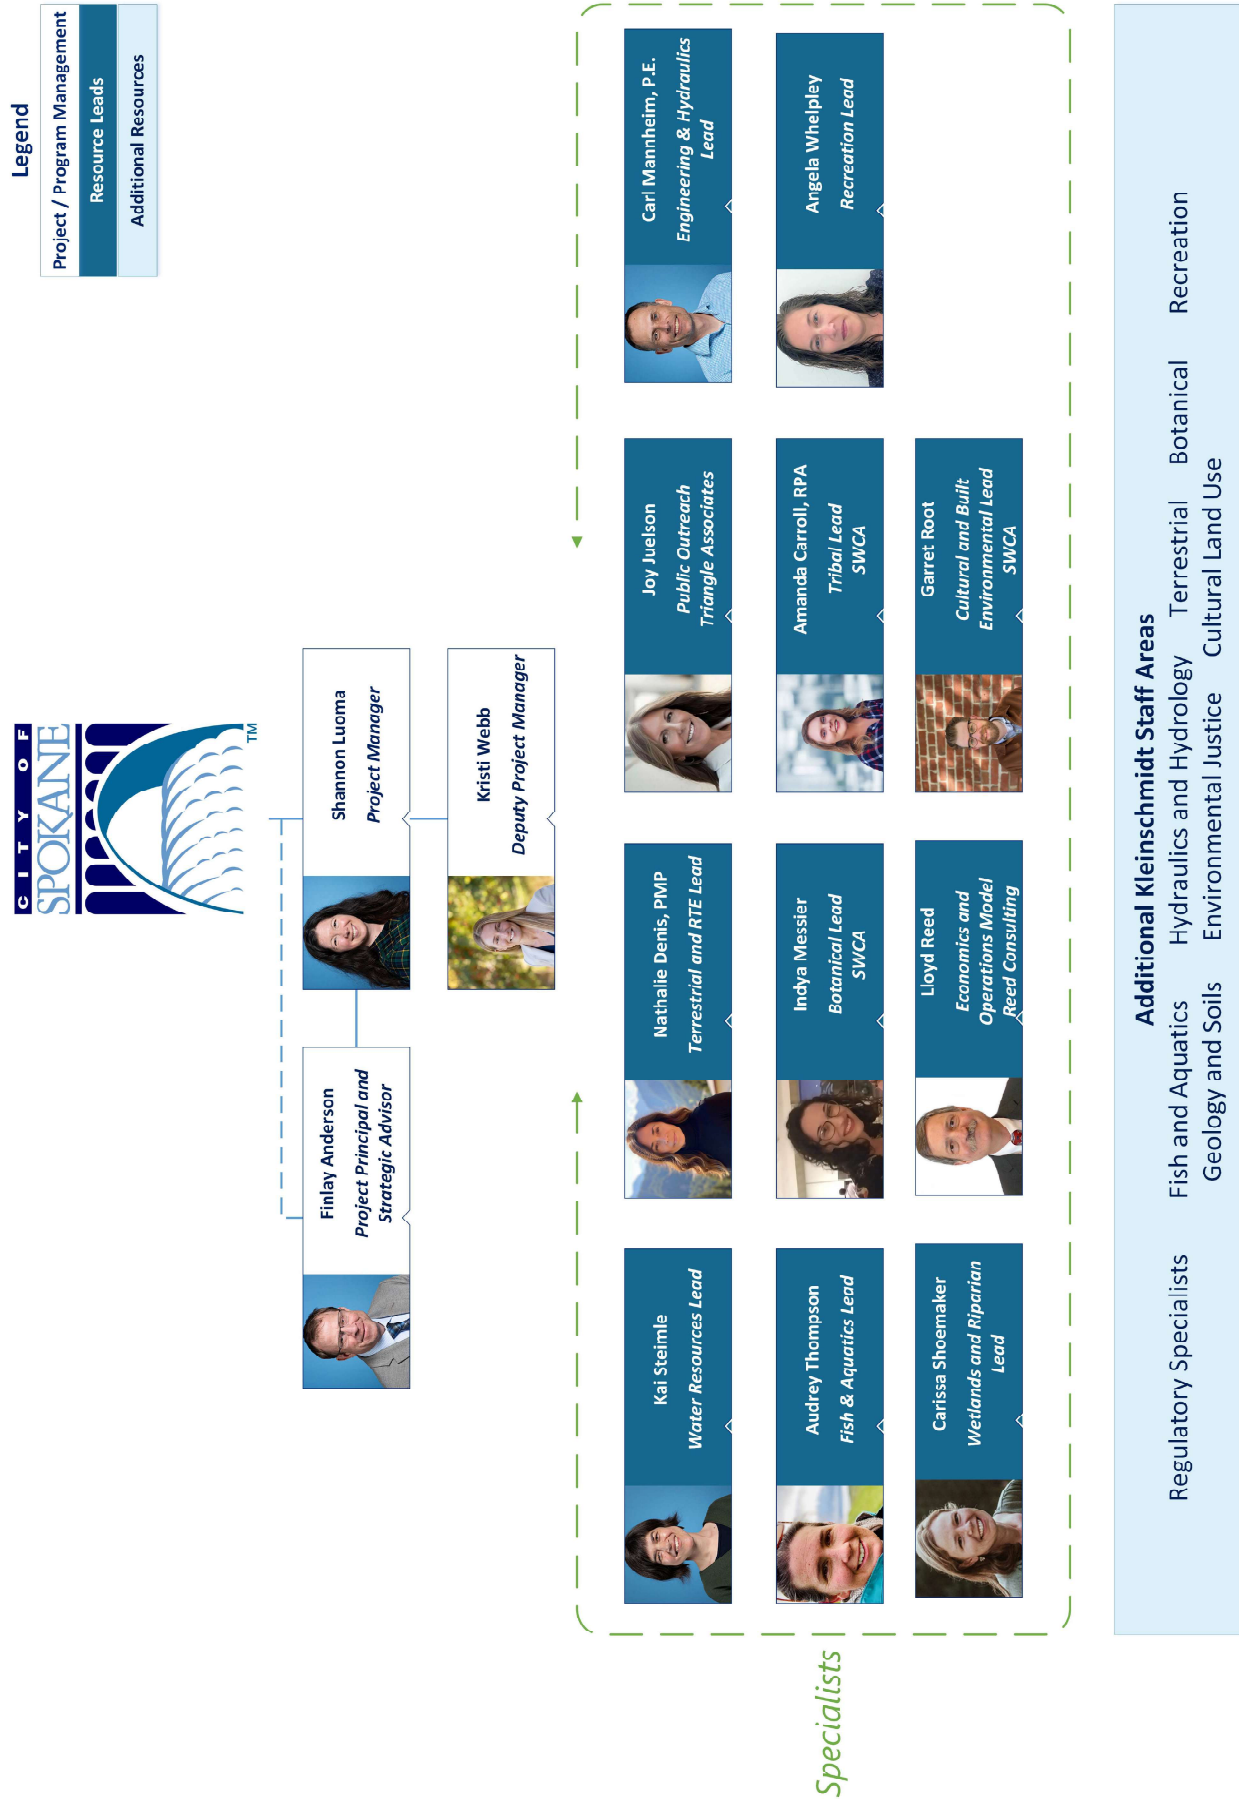 CITY OF
SPOKANE
TM
Legend
Project / Program Management
Resource Leads
Additional Resources
Finlay Anderson
Project Principal and
Strategic Advisor
Shannon Luoma
Project Manager
Kristi Webb
Deputy Project Manager
Specialists
Kai Steimle
Water Resources Lead
Nathalie Denis, PMP
Terrestrial and RTE Lead
Joy Juelson
Public Outreach
Triangle Associates
Carl Mannheim, P.E.
Engineering & Hydraulics
Lead
Audrey Thompson
Fish & Aquatics Lead
Indya Messier
Botanical Lead
SWCA
Amanda Carroll, RPA
Tribal Lead
SWCA
Angela Whelpley
Recreation Lead
Carissa Shoemaker
Wetlands and Riparian
Lead
Lloyd Reed
Economics and
Operations Model
Reed Consulting
Garret Root
Cultural and Built
Environmental Lead
SWCA
Additional Kleinschmidt Staff Areas
Regulatory Specialists Fish and Aquatics Hydraulics and Hydrology Terrestrial Botanical Recreation
Geology and Soils Environmental Justice Cultural Land Use